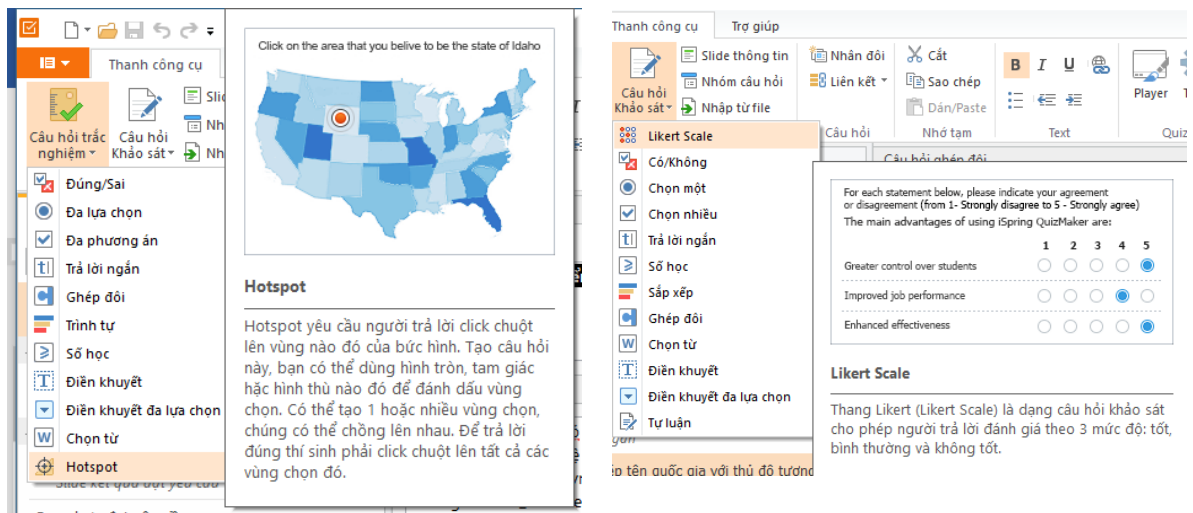 Thanh công cụ
Câu hỏi trắc
nghiệm
Câu hỏi
Khảo sát
Slid
Nh
Nh
Đúng/Sai
Đa lựa chọn
Đa phương án
Trả lời ngắn
Ghép đôi
Trình tự
Số học
Điền khuyết
Điền khuyết đa lựa chọn
Chọn từ
Hotspot
Click on the area that you belive to be the state of Idaho
Hotspot
Hotspot yêu cầu người trả lời click chuột
lên vùng nào đó của bức hình. Tạo câu hỏi
này, bạn có thể dùng hình tròn, tam giác
hặc hình thù nào đó để đánh dấu vùng
chọn. Có thể tạo 1 hoặc nhiều vùng chọn,
chúng có thể chồng lên nhau. Để trả lời
đúng thí sinh phải click chuột lên tất cả các
vùng chọn đó.
Thanh công cụ Trợ giúp
Câu hỏi
Khảo sát
Slide thông tin
Nhóm câu hỏi
Nhập từ file
Nhân đôi
Liên kết
Câu hỏi
Cắt
Sao chép
Dán/Paste
Nhớ tạm
B I U
Text
Player
Quiz
Likert Scale
Có/Không
Chọn một
Chọn nhiều
Trả lời ngắn
Số học
Sắp xếp
Ghép đôi
Chọn từ
Điền khuyết
Điền khuyết đa lựa chọn
Tự luận
Câu hỏi ghép đôi
For each statement below, please indicate your agreement
or disagreement (from 1- Strongly disagree to 5 - Strongly agree)
The main advantages of using iSpring QuizMaker are:
1 2 3 4 5
Greater control over students
Improved job performance
Enhanced effectiveness
Likert Scale
Thang Likert (Likert Scale) là dạng câu hỏi khảo sát
cho phép người trả lời đánh giá theo 3 mức độ: tốt,
bình thường và không tốt.
tên quốc gia với thủ đô tương